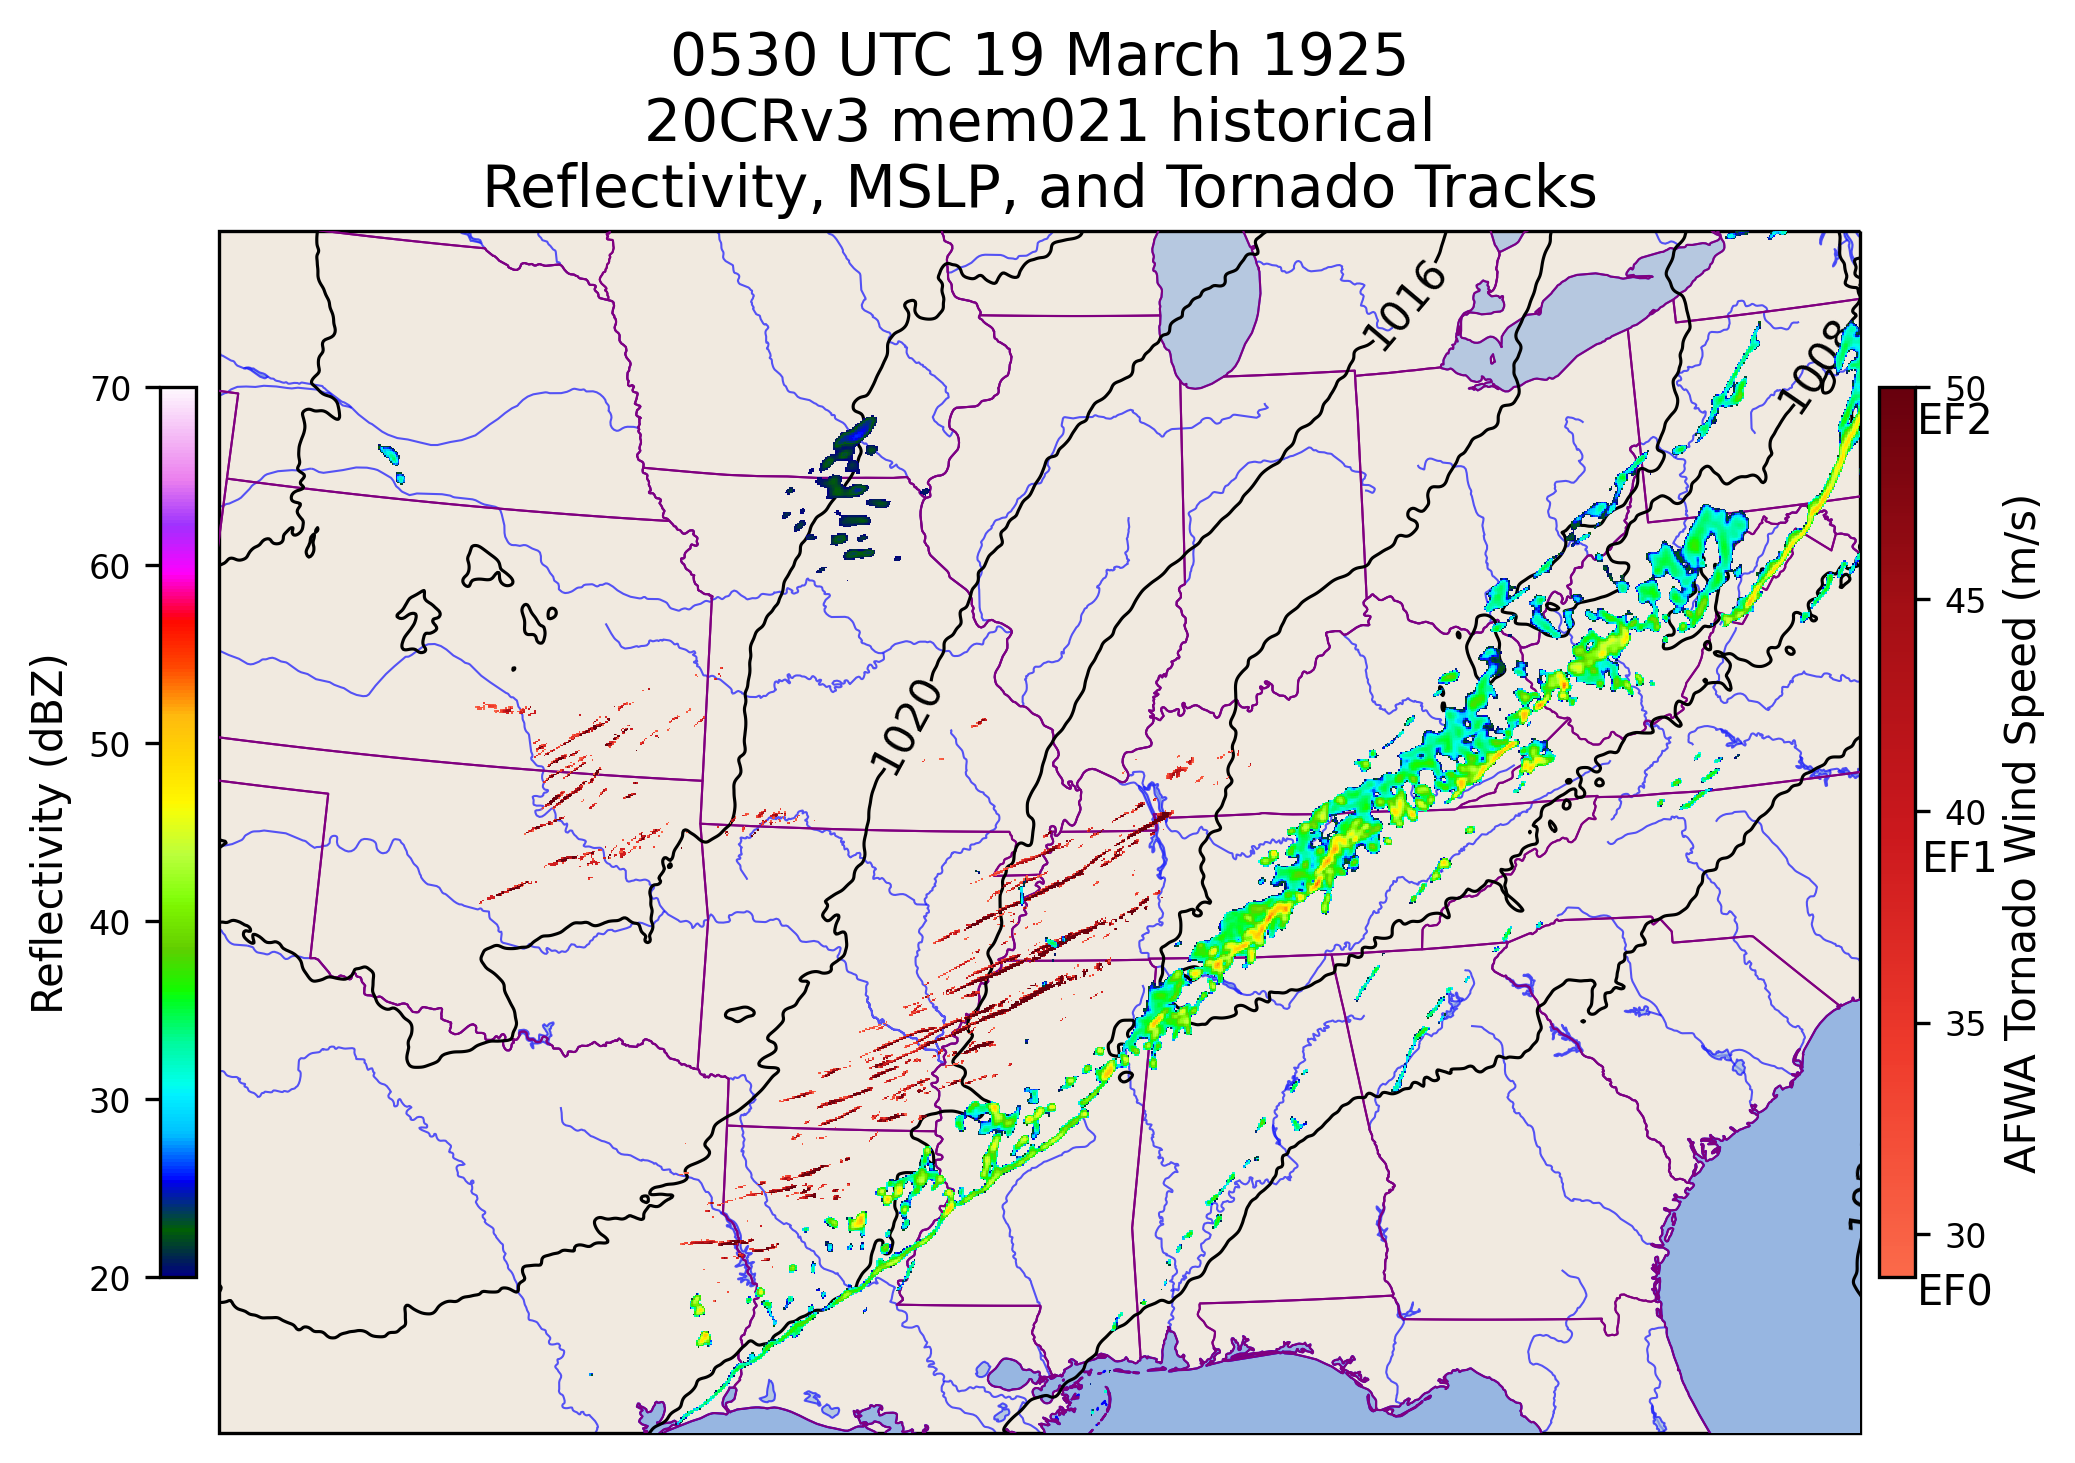 0530 UTC 19 March 1925
20CRv3 mem021 historical
Reflectivity, MSLP, and Tornado Tracks
1016
1008
1020
70
60
50
40
30
20
Reflectivity (dBZ)
50
EF2
45
40
EF1
35
30
EF0
AFWA Tornado Wind Speed (m/s)